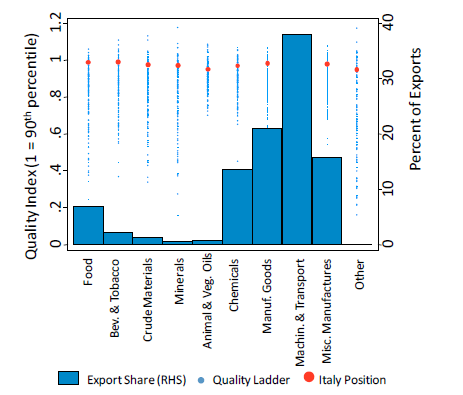 Quality Index (1 = 90th percentile)
1.2
1
.8
.6
.4
.2
0
40
30
20
10
0
Percent of Exports
Food
Bev. & Tobacco
Crude Materials
Minerals
Animal & Veg. Oils
Chemicals
Manuf. Goods
Machin. & Transport
Misc. Manufactures
Other
Export Share (RHS) Quality Ladder Italy Position